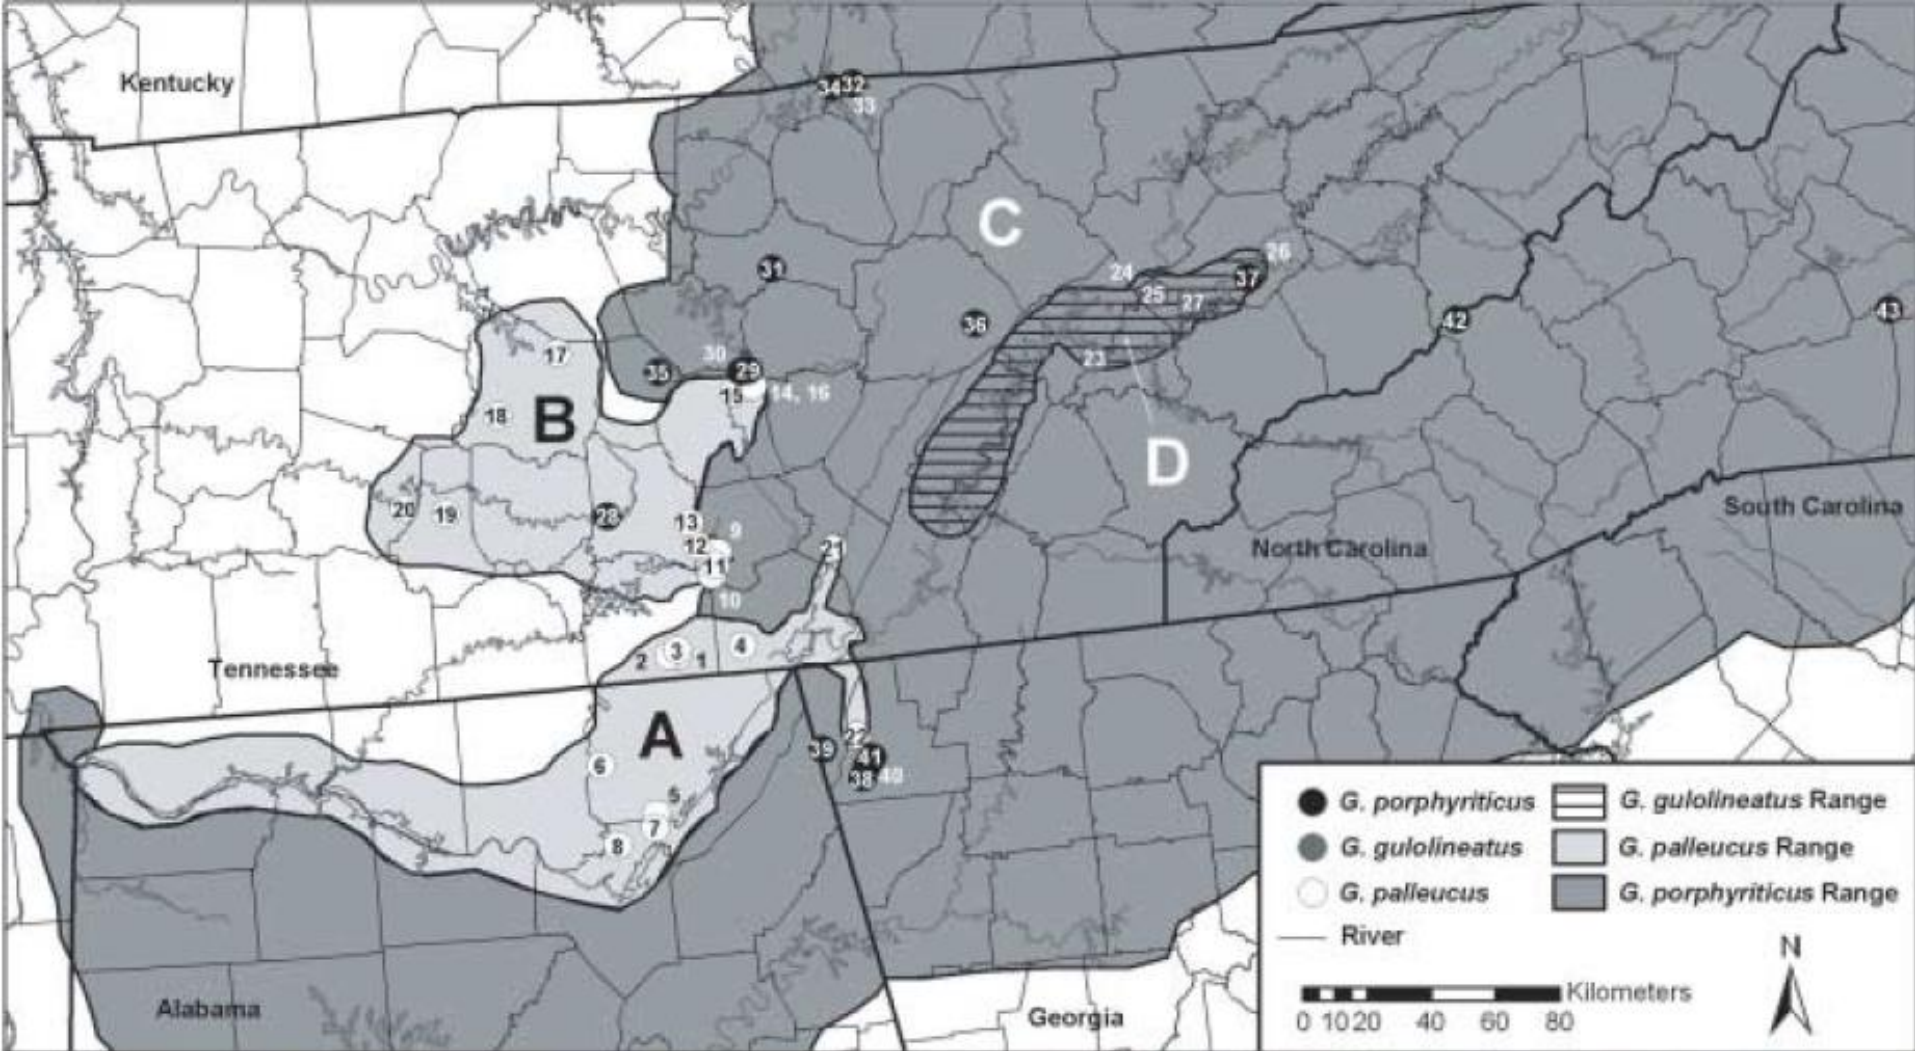 Kentucky
34 32
33
C
24
26
37
25
27
31
36
42
43
23
17
30
35
29
15
14, 16
18
B
D
20
19
28
13
9
12
11
21
10
South Carolina
North Carolina
2
3
1
4
Tennessee
A
6
39
22
41
38 40
5
7
8
Alabama
Georgia
G. porphyriticus
G. gulolineatus Range
G. gulolineatus
G. palleucus Range
G. palleucus
G. porphyriticus Range
River
N
Kilometers
0 10 20 40 60 80